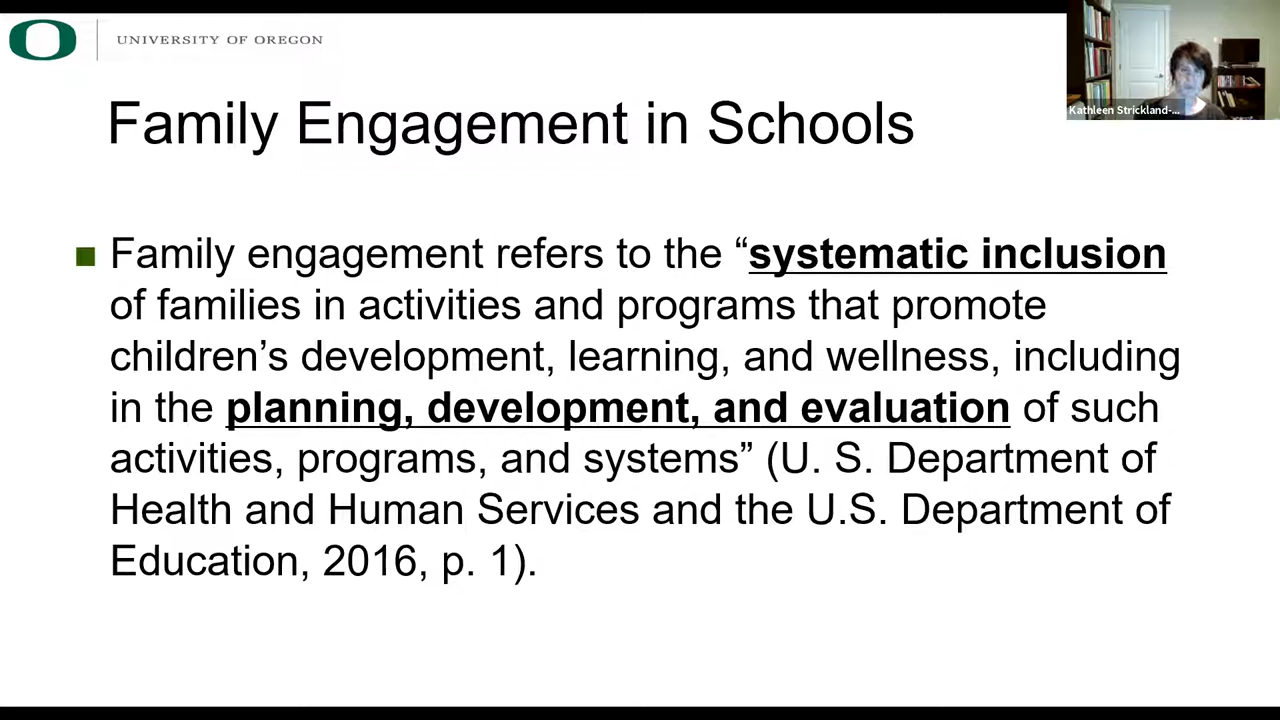 UNIVERSITY OF OREGON
Kathleen Strickland-...
Family Engagement in Schools
Family engagement refers to the “systematic inclusion
of families in activities and programs that promote
children’s development, learning, and wellness, including
in the planning, development, and evaluation of such
activities, programs, and systems” (U. S. Department of
Health and Human Services and the U.S. Department of
Education, 2016, p. 1).